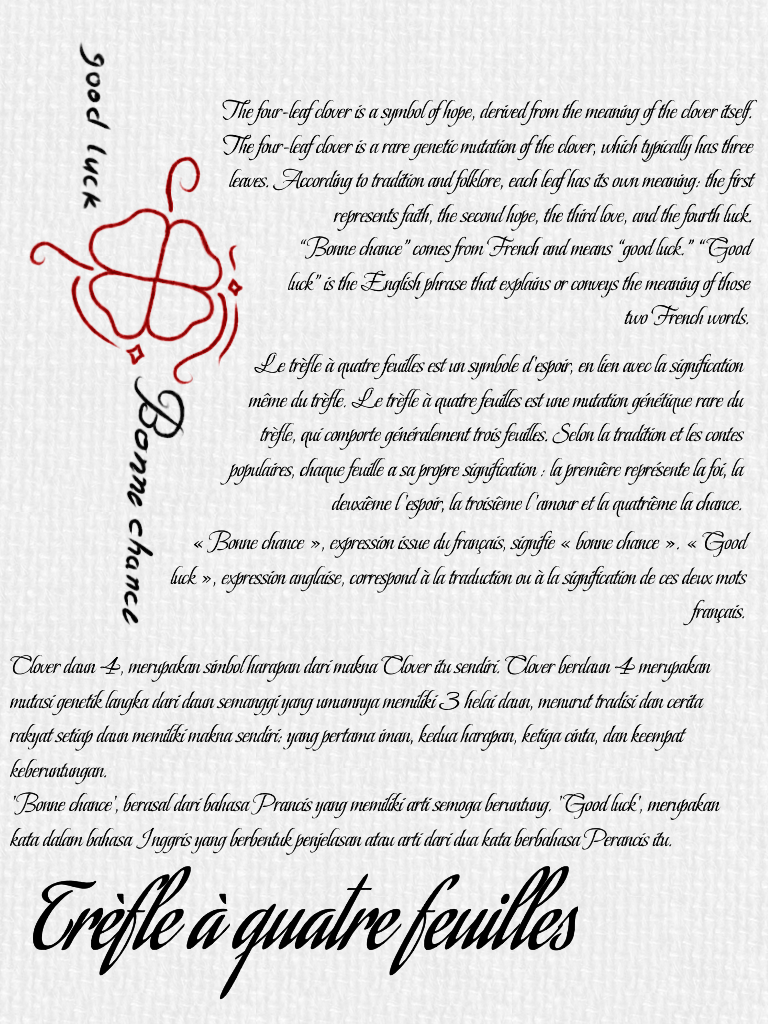 good luck
The four-leaf clover is a symbol of hope, derived from the meaning of the clover itself.
The four-leaf clover is a rare genetic mutation of the clover, which typically has three
leaves. According to tradition and folklore, each leaf has its own meaning: the first
represents faith, the second hope, the third love, and the fourth luck.
“Bonne chance” comes from French and means “good luck.” “Good
luck” is the English phrase that explains or conveys the meaning of those
two French words.
Le trèfle à quatre feuilles est un symbole d'espoir, en lien avec la signification
même du trèfle. Le trèfle à quatre feuilles est une mutation génétique rare du
trèfle, qui comporte généralement trois feuilles. Selon la tradition et les contes
populaires, chaque feuille a sa propre signification : la première représente la foi, la
deuxième l'espoir, la troisième l'amour et la quatrième la chance.
« Bonne chance », expression issue du français, signifie « bonne chance ». « Good
luck », expression anglaise, correspond à la traduction ou à la signification de ces deux mots
français.
Bonne chance
Clover daun 4, merupakan simbol harapan dari makna Clover itu sendiri. Clover berdaun 4 merupakan
mutasi genetik langka dari daun semanggi yang umumnya memiliki 3 helai daun, menurut tradisi dan cerita
rakyat setiap daun memiliki makna sendiri; yang pertama iman, kedua harapan, ketiga cinta, dan keempat
keberuntungan.
'Bonne chance', berasal dari bahasa Prancis yang memiliki arti semoga beruntung. 'Good luck', merupakan
kata dalam bahasa Inggris yang berbentuk penjelasan atau arti dari dua kata berbahasa Perancis itu.
Trèfle à quatre feuilles